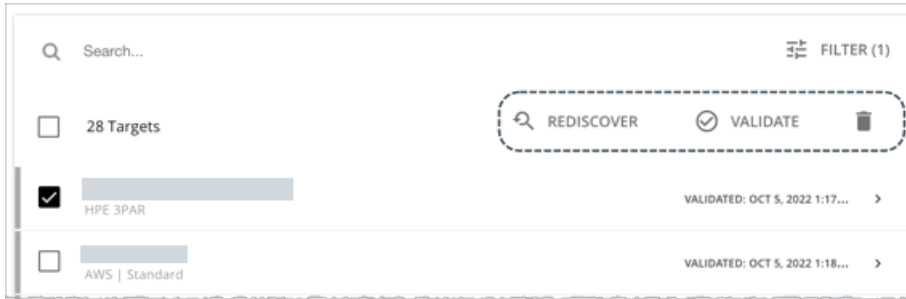 Search...
FILTER (1)
28 Targets
REDISCOVER
VALIDATE
HPE 3PAR
VALIDATED: OCT 5, 2022 1:17...
AWS | Standard
VALIDATED: OCT 5, 2022 1:18...